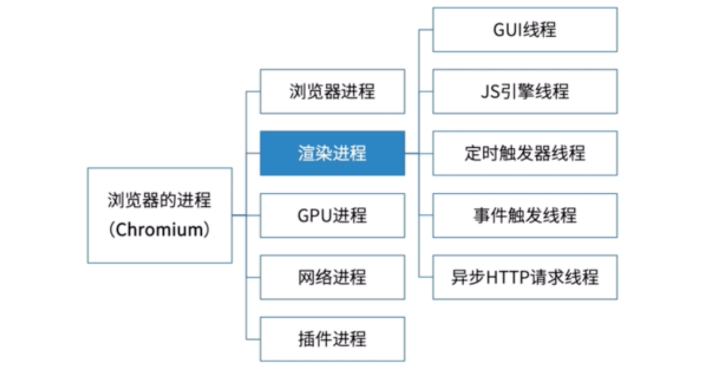 浏览器的进程
（Chromium）
浏览器进程
渲染进程
GPU进程
网络进程
插件进程
GUI线程
JS引擎线程
定时触发器线程
事件触发线程
异步HTTP请求线程